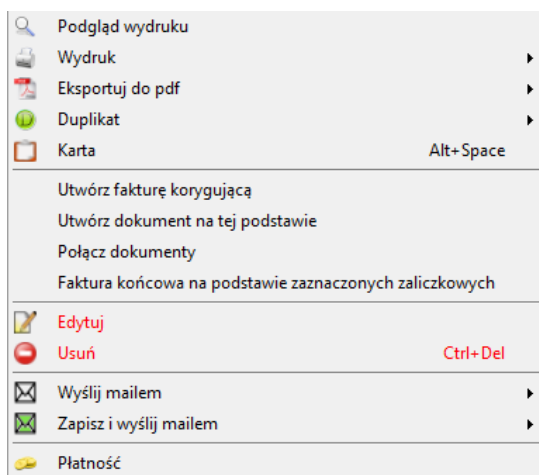 Podgląd wydruku
Wydruk
Eksportuj do pdf
Duplikat
Karta Alt+Space
Utwórz fakturę korygującą
Utwórz dokument na tej podstawie
Połącz dokumenty
Faktura końcowa na podstawie zaznaczonych zaliczkowych
Edytuj
Usuń Ctrl+Del
Wyślij mailem
Zapisz i wyślij mailem
Płatność